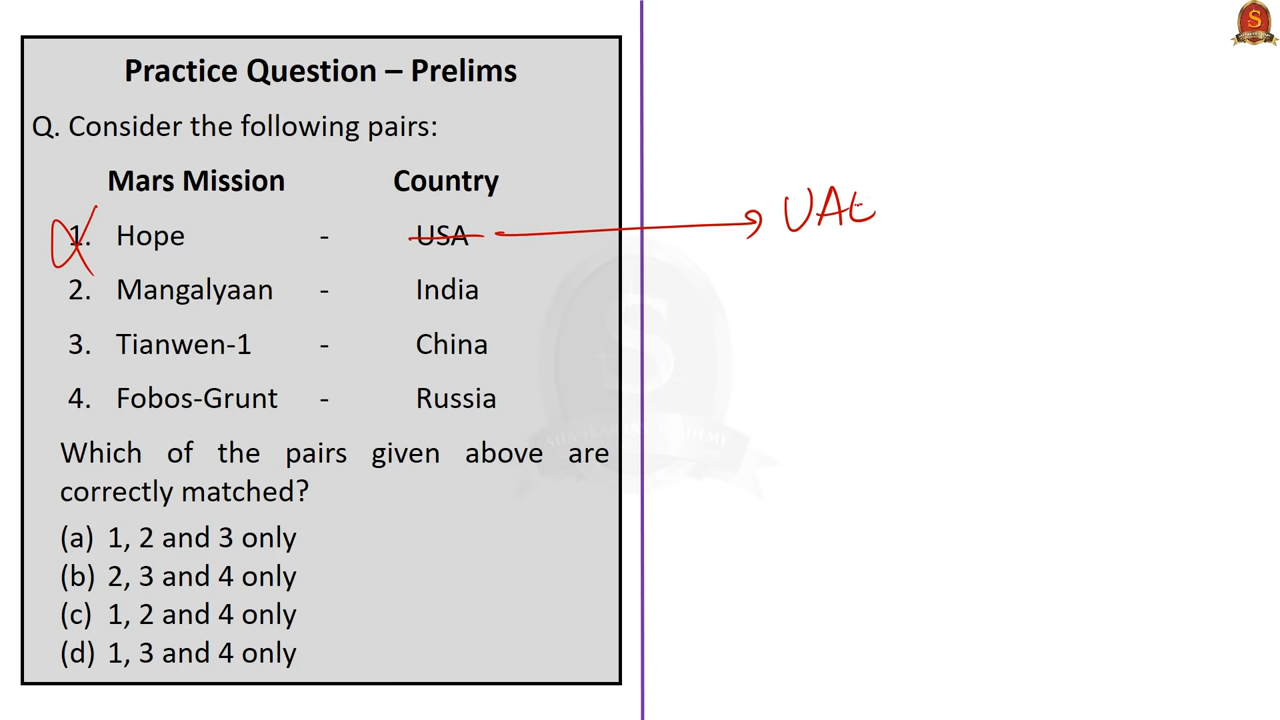 Practice Question – Prelims
Q. Consider the following pairs:
Mars Mission Country
1. Hope - USA UAE
2. Mangalyaan - India
3. Tianwen-1 - China
4. Fobos-Grunt - Russia
Which of the pairs given above are
correctly matched?
(a) 1, 2 and 3 only
(b) 2, 3 and 4 only
(c) 1, 2 and 4 only
(d) 1, 3 and 4 only
S